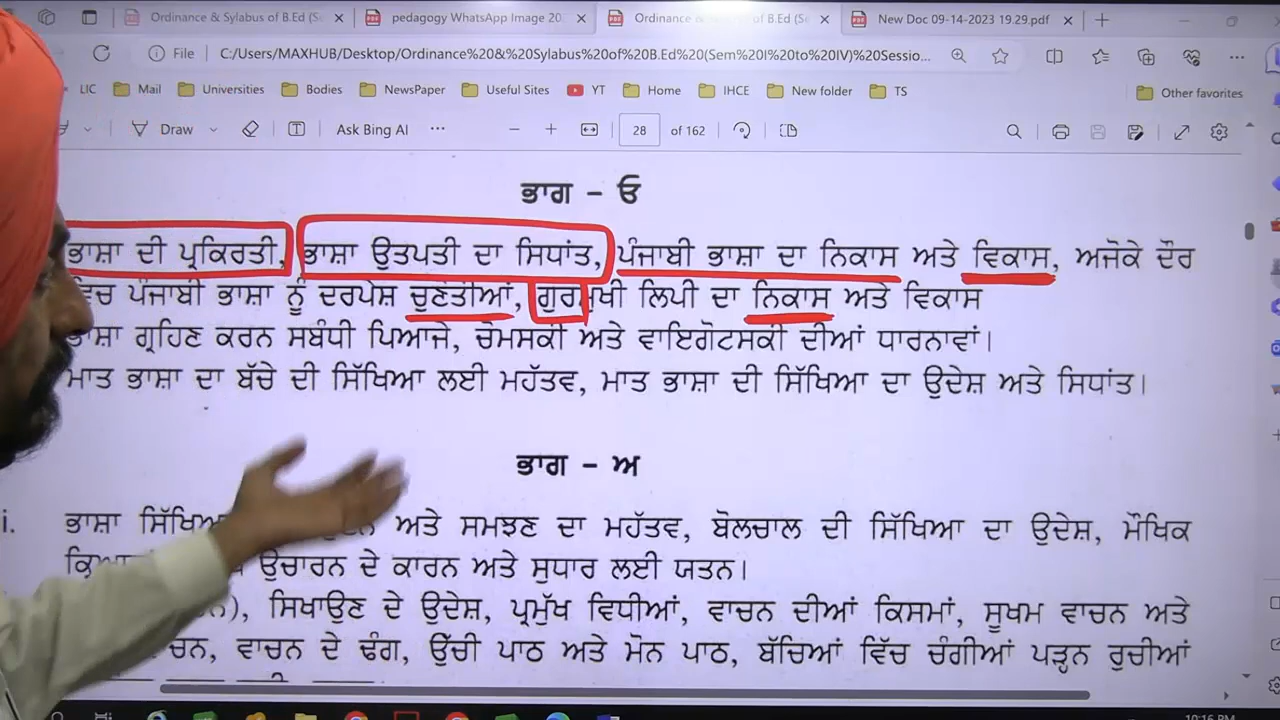 Ordinance & Sylabus of B.Ed (Se
pedagogy WhatsApp Image 20
Ordinance of B.Ed (Se
New Doc 09-14-2023 19.29.pdf
File C:/Users/MAXHUB/Desktop/Ordinance%20&%20Sylabus%20of%20B.Ed%20(Sem%20I%20to%20IV)%20Sessio...
LIC Mail Universities Bodies NewsPaper Useful Sites YT Home IHCE New folder TS Other favorites
Draw Ask Bing AI 28 of 162
ਭਾਗ - ਓ
ਭਾਸ਼ਾ ਦੀ ਪ੍ਰਕਿਰਤੀ, ਭਾਸ਼ਾ ਉਤਪਤੀ ਦਾ ਸਿਧਾਂਤ, ਪੰਜਾਬੀ ਭਾਸ਼ਾ ਦਾ ਨਿਕਾਸ ਅਤੇ ਵਿਕਾਸ, ਅਜੋਕੇ ਦੌਰ
ਵਿਚ ਪੰਜਾਬੀ ਭਾਸ਼ਾ ਨੂੰ ਦਰਪੇਸ਼ ਚੁਣੌਤੀਆਂ, ਗੁਰਮੁਖੀ ਲਿਪੀ ਦਾ ਨਿਕਾਸ ਅਤੇ ਵਿਕਾਸ
ਭਾਸ਼ਾ ਗ੍ਰਹਿਣ ਕਰਨ ਸਬੰਧੀ ਪਿਆਜੇ, ਚੋਮਸਕੀ ਅਤੇ ਵਾਇਗੋਟਸਕੀ ਦੀਆਂ ਧਾਰਨਾਵਾਂ।
ਮਾਤ ਭਾਸ਼ਾ ਦਾ ਬੱਚੇ ਦੀ ਸਿੱਖਿਆ ਲਈ ਮਹੱਤਵ, ਮਾਤ ਭਾਸ਼ਾ ਦੀ ਸਿੱਖਿਆ ਦਾ ਉਦੇਸ਼ ਅਤੇ ਸਿਧਾਂਤ।
ਭਾਗ - ਅ
i. ਭਾਸ਼ਾ ਅਤੇ ਸਮਝਣ ਦਾ ਮਹੱਤਵ, ਬੋਲਚਾਲ ਦੀ ਸਿੱਖਿਆ ਦਾ ਉਦੇਸ਼, ਮੌਖਿਕ
ਉਚਾਰਨ ਦੇ ਕਾਰਨ ਅਤੇ ਸੁਧਾਰ ਲਈ ਯਤਨ।
ਸਿਖਾਉਣ ਦੇ ਉਦੇਸ਼, ਪ੍ਰਮੁੱਖ ਵਿਧੀਆਂ, ਵਾਚਨ ਦੀਆਂ ਕਿਸਮਾਂ, ਸੂਖਮ ਵਾਚਨ ਅਤੇ
ਵਾਚਨ ਦੇ ਢੰਗ, ਉੱਚੀ ਪਾਠ ਅਤੇ ਮੋਨ ਪਾਠ, ਬੱਚਿਆਂ ਵਿੱਚ ਚੰਗੀਆਂ ਪੜ੍ਹਨ ਰੁਚੀਆਂ
10:16 PM